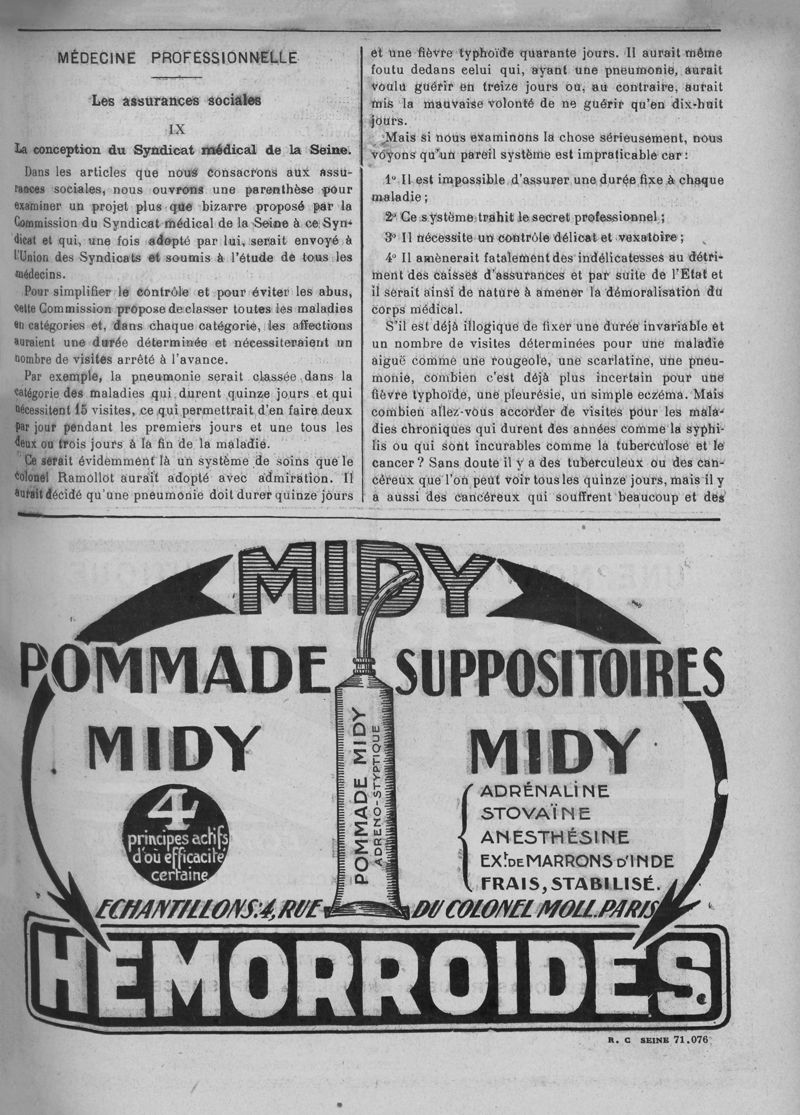 MÉDECINE PROFESSIONNELLE
Les assurances sociales
IX
La conception du Syndicat médical de la Seine.
Dans les articles que nous consacrons aux assu-
rances sociales, nous ouvrons une parenthèse pour
examiner un projet plus que bizarre proposé par la
Commission du Syndicat médical de la Seine à ce Syn-
dicat et qui, une fois adopté par lui, serait envoyé à
l'Union des Syndicats et soumis à l'étude de tous les
médecins.
Pour simplifier le contrôle et pour éviter les abus,
cette Commission propose de classer toutes les maladies
en catégories et, dans chaque catégorie, les affections
auraient une durée déterminée et nécessiteraient un
nombre de visites arrêté à l'avance.
Par exemple, la pneumonie serait classée dans la
catégorie des maladies qui durent quinze jours et qui
nécessitent 15 visites, ce qui permettrait d'en faire deux
par jour pendant les premiers jours et une tous les
deux ou trois jours à la fin de la maladie.
Ce serait évidemment là un système de soins que le
Colonel Ramollot aurait adopté avec admiration. Il
aurait décidé qu'une pneumonie doit durer quinze jours
et une fièvre typhoïde quarante jours. Il aurait même
foutu dedans celui qui, ayant une pneumonie, aurait
voulu guérir en treize jours ou, au contraire, aurait
mis la mauvaise volonté de ne guérir qu'en dix-huit
jours.
Mais si nous examinons la chose sérieusement, nous
voyons qu'un pareil système est impraticable car :
1° Il est impossible d'assurer une durée fixe à chaque
maladie ;
2° Ce système trahit le secret professionnel ;
3° Il nécessite un contrôle délicat et vexatoire ;
4° Il amènerait fatalement des indélicatesses au détri-
ment des caisses d'assurances et par suite de l'État et
il serait ainsi de nature à amener la démoralisation du
corps médical.
S'il est déjà illogique de fixer une durée invariable et
un nombre de visites déterminées pour une maladie
aiguë comme une rougeole, une scarlatine, une pneu-
monie, combien c'est déjà plus incertain pour une
fièvre typhoïde, une pleurésie, un simple eczéma. Mais
combien allez-vous accorder de visites pour les mala-
dies chroniques qui durent des années comme la syphi-
lis ou qui sont incurables comme la tuberculose et le
cancer ? Sans doute il y a des tuberculeux ou des can-
céreux que l'on peut voir tous les quinze jours, mais il y
a aussi des cancéreux qui souffrent beaucoup et des
MIDY
POMMADE
MIDY
4
principes actifs
d'où efficacité
certaine
POMMADE MIDY
ADRENO-STYPTIQUE
SUPPOSITOIRES
MIDY
ADRÉNALINE
STOVAÏNE
ANESTHÉSINE
EXT. DE MARRONS D'INDE
FRAIS, STABILISÉ.
ECHANTILLONS: 4, RUE DU COLONEL MOLL. PARIS
HEMORROIDES
R. C SEINE 71.076